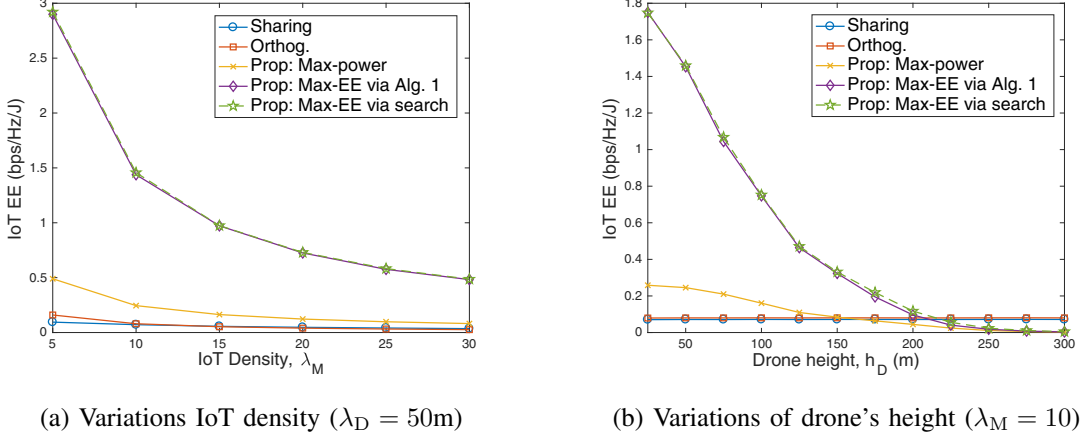 3
2.5
2
1.5
1
0.5
0
IoT EE (bps/Hz/J)
Sharing
Orthog.
Prop: Max-power
Prop: Max-EE via Alg. 1
Prop: Max-EE via search
5 10 15 20 25 30
IoT Density, λM
(a) Variations IoT density (λD = 50m)
1.8
1.6
1.4
1.2
1
0.8
0.6
0.4
0.2
0
IoT EE (bps/Hz/J)
Sharing
Orthog.
Prop: Max-power
Prop: Max-EE via Alg. 1
Prop: Max-EE via search
50 100 150 200 250 300
Drone height, hD (m)
(b) Variations of drone's height (λM = 10)